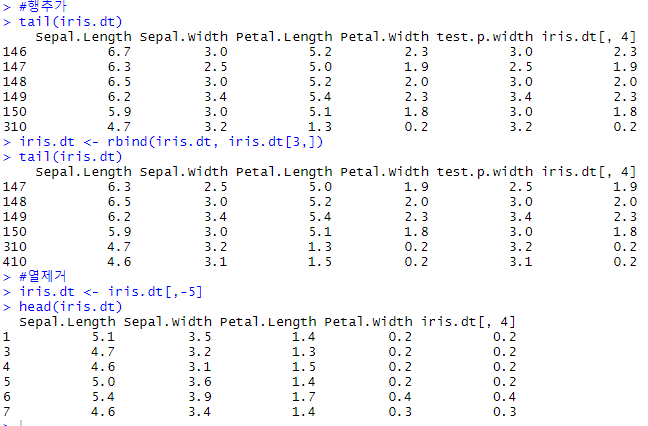 > #행추가
> tail(iris.dt)
    Sepal.Length Sepal.Width Petal.Length Petal.Width test.p.width iris.dt[, 4]
146          6.7         3.0          5.2         2.3          3.0          2.3
147          6.3         2.5          5.0         1.9          2.5          1.9
148          6.5         3.0          5.2         2.0          3.0          2.0
149          6.2         3.4          5.4         2.3          3.4          2.3
150          5.9         3.0          5.1         1.8          3.0          1.8
310          4.7         3.2          1.3         0.2          3.2          0.2
> iris.dt <- rbind(iris.dt, iris.dt[3,])
> tail(iris.dt)
    Sepal.Length Sepal.Width Petal.Length Petal.Width test.p.width iris.dt[, 4]
147          6.3         2.5          5.0         1.9          2.5          1.9
148          6.5         3.0          5.2         2.0          3.0          2.0
149          6.2         3.4          5.4         2.3          3.4          2.3
150          5.9         3.0          5.1         1.8          3.0          1.8
310          4.7         3.2          1.3         0.2          3.2          0.2
410          4.6         3.1          1.5         0.2          3.1          0.2
> #열제거
> iris.dt <- iris.dt[,-5]
> head(iris.dt)
  Sepal.Length Sepal.Width Petal.Length Petal.Width iris.dt[, 4]
1          5.1         3.5          1.4         0.2          0.2
3          4.7         3.2          1.3         0.2          0.2
4          4.6         3.1          1.5         0.2          0.2
5          5.0         3.6          1.4         0.2          0.2
6          5.4         3.9          1.7         0.4          0.4
7          4.6         3.4          1.4         0.3          0.3
>